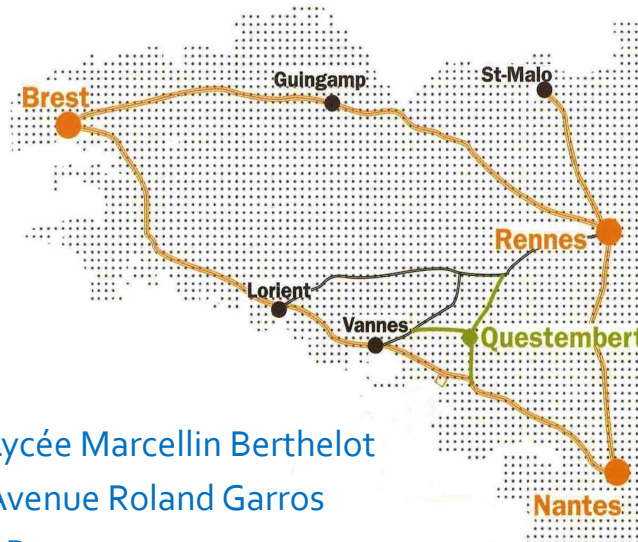 Guingamp
St-Malo
Brest
Rennes
Lorient
Vannes
Questembert
Lycée Marcellin Berthelot
Avenue Roland Garros
Nantes